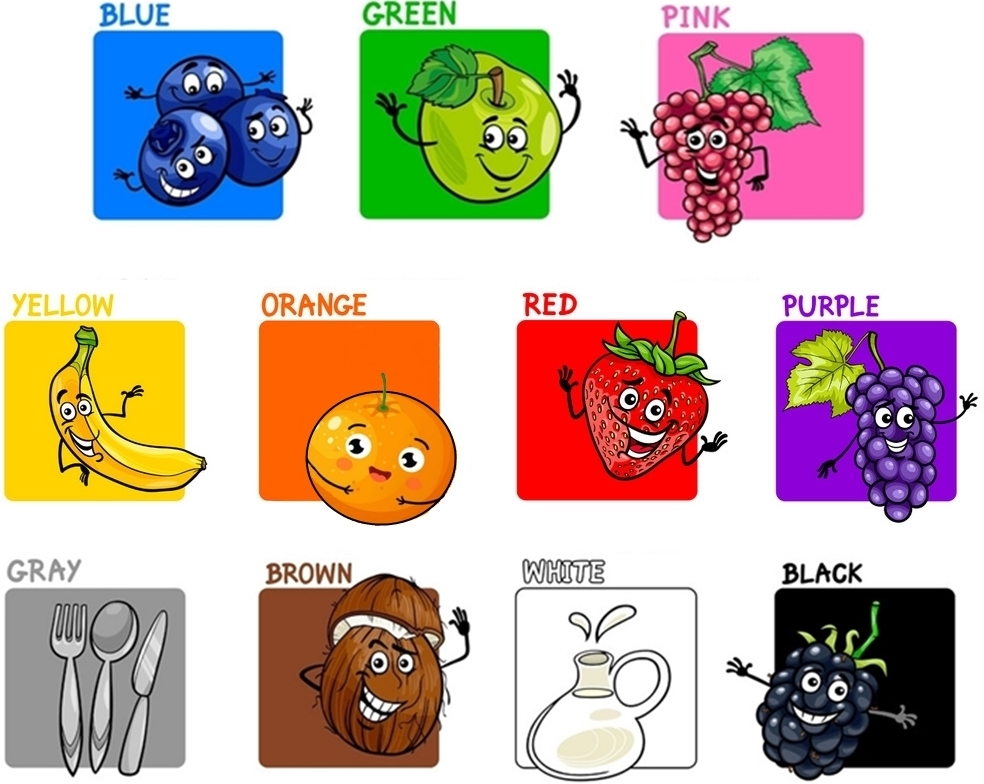 BLUE
GREEN
PINK
YELLOW
ORANGE
RED
PURPLE
GRAY
BROWN
WHITE
BLACK